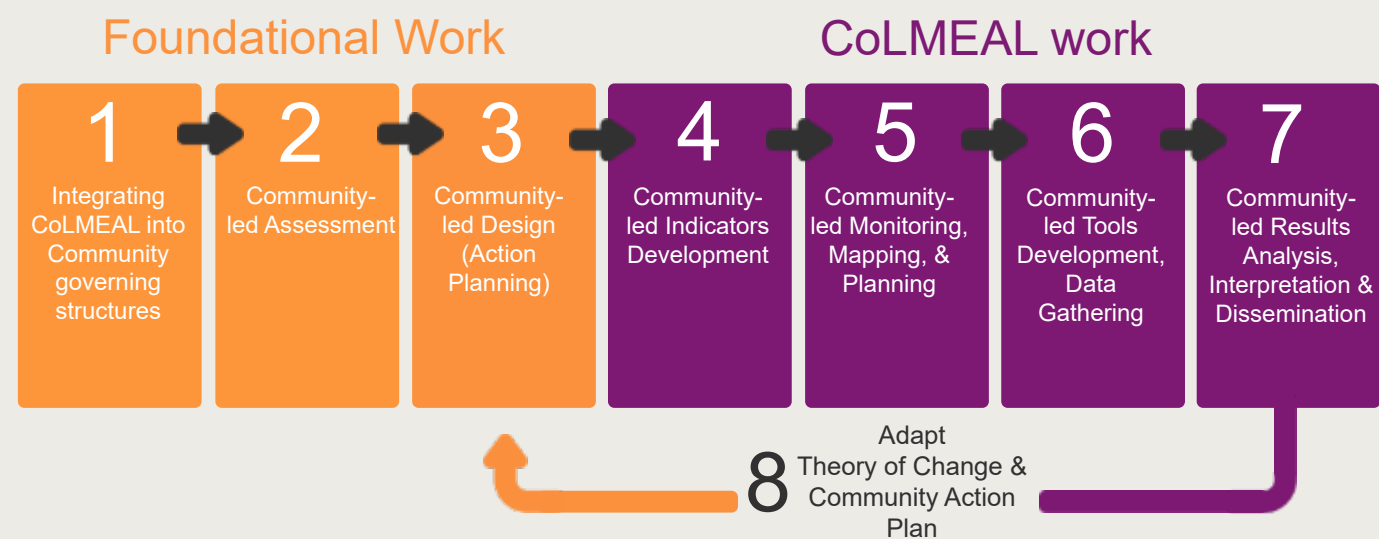 Foundational Work
CoLMEAL work
1
Integrating
CoLMEAL into
Community
governing
structures
2
Community-
led Assessment
3
Community-
led Design
(Action
Planning)
4
Community-
led Indicators
Development
5
Community-
led Monitoring,
Mapping, &
Planning
6
Community-
led Tools
Development,
Data
Gathering
7
Community-
led Results
Analysis,
Interpretation &
Dissemination
8
Adapt
Theory of Change &
Community Action
Plan